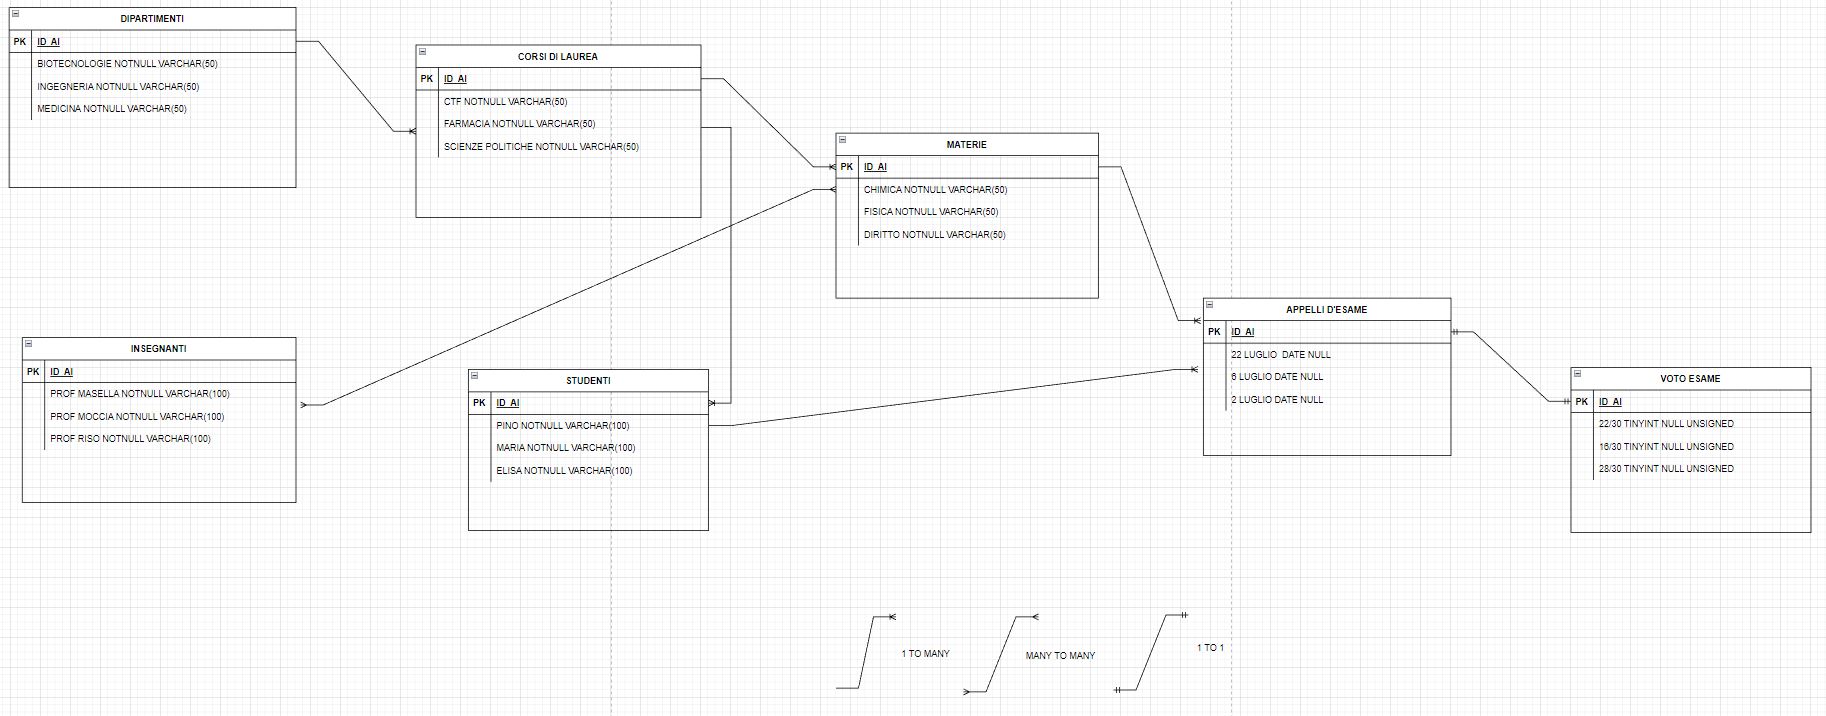 DIPARTIMENTI
PK ID_AI
BIOTECNOLOGIE NOTNULL VARCHAR(50)
INGEGNERIA NOTNULL VARCHAR(50)
MEDICINA NOTNULL VARCHAR(50)
CORSI DI LAUREA
PK ID_AI
CTF NOTNULL VARCHAR(50)
FARMACIA NOTNULL VARCHAR(50)
SCIENZE POLITICHE NOTNULL VARCHAR(50)
MATERIE
PK ID_AI
CHIMICA NOTNULL VARCHAR(50)
FISICA NOTNULL VARCHAR(50)
DIRITTO NOTNULL VARCHAR(50)
INSEGNANTI
PK ID_AI
PROF MASELLA NOTNULL VARCHAR(100)
PROF MOCCIA NOTNULL VARCHAR(100)
PROF RISO NOTNULL VARCHAR(100)
STUDENTI
PK ID_AI
PINO NOTNULL VARCHAR(100)
MARIA NOTNULL VARCHAR(100)
ELISA NOTNULL VARCHAR(100)
APPELLI D'ESAME
PK ID_AI
22 LUGLIO DATE NULL
6 LUGLIO DATE NULL
2 LUGLIO DATE NULL
VOTO ESAME
PK ID_AI
22/30 TINYINT NULL UNSIGNED
16/30 TINYINT NULL UNSIGNED
28/30 TINYINT NULL UNSIGNED
1 TO MANY
MANY TO MANY
1 TO 1